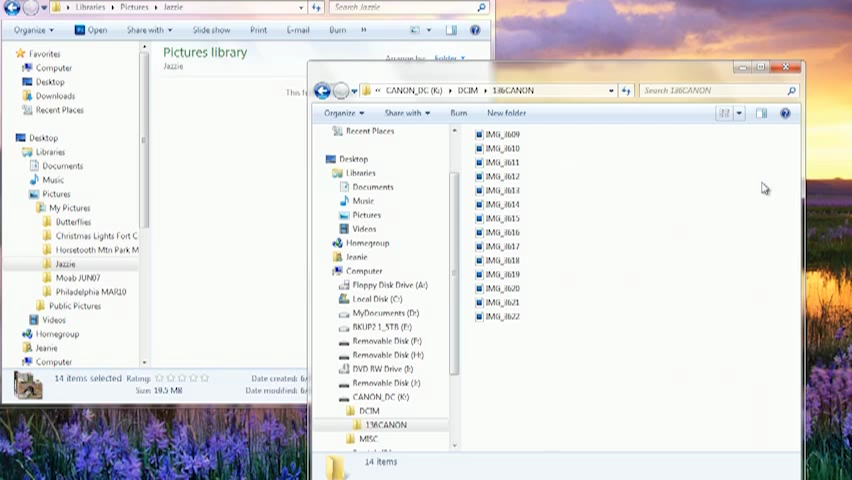 Libraries ▸ Pictures ▸ Jazzie
Search Jazzie
Organize Open Share with Slide show Print E-mail Burn »
Pictures library
Jazzie
Arrange by: Folder
This f
Favorites
Computer
Desktop
Downloads
Recent Places
Desktop
Libraries
Documents
Music
Pictures
My Pictures
Butterflies
Christmas Lights Fort C
Horsetooth Mtn Park M
Jazzie
Moab JUN07
Philadelphia MAR10
Public Pictures
Videos
Homegroup
Jeanie
Computer
14 items selected Rating:
Size: 19.5 MB
Date created: 6/
Date modified: 6/
« CANON_DC (K:) ▸ DCIM ▸ 136CANON
Search 136CANON
Organize Share with Burn New folder
Recent Places
Desktop
Libraries
Documents
Music
Pictures
Videos
Homegroup
Jeanie
Computer
Floppy Disk Drive (A:)
Local Disk (C:)
MyDocuments (D:)
BKUP2 1_5TB (E:)
Removable Disk (F:)
Removable Disk (H:)
DVD RW Drive (I:)
Removable Disk (J:)
CANON_DC (K:)
DCIM
136CANON
MISC
IMG_3609
IMG_3610
IMG_3611
IMG_3612
IMG_3613
IMG_3614
IMG_3615
IMG_3616
IMG_3617
IMG_3618
IMG_3619
IMG_3620
IMG_3621
IMG_3622
14 items